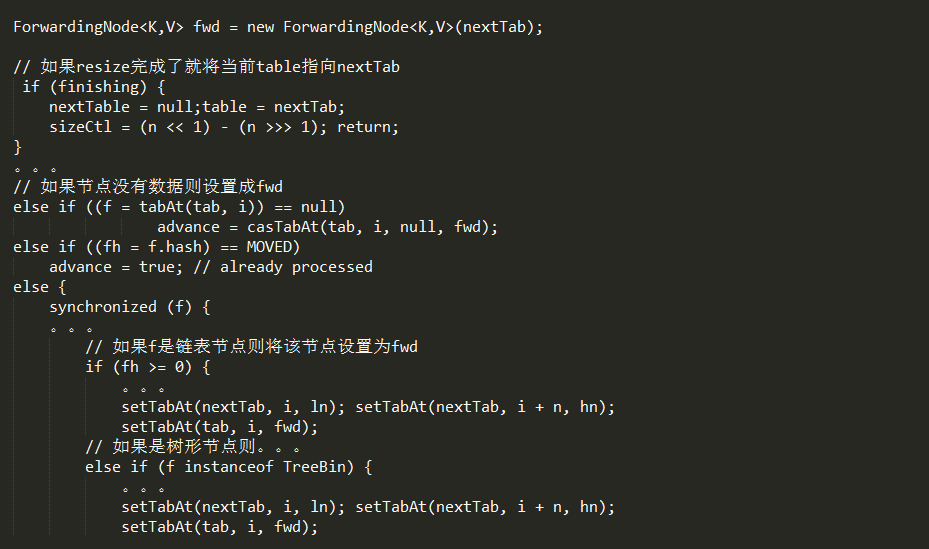 ForwardingNode<K,V> fwd = new ForwardingNode<K,V>(nextTab);
// 如果resize完成了就将当前table指向nextTab
if (finishing) {
nextTable = null;table = nextTab;
sizeCtl = (n << 1) - (n >>> 1); return;
}
。。。
// 如果节点没有数据则设置成fwd
else if ((f = tabAt(tab, i)) == null)
advance = casTabAt(tab, i, null, fwd);
else if ((fh = f.hash) == MOVED)
advance = true; // already processed
else {
synchronized (f) {
。。。
// 如果f是链表节点则将该节点设置为fwd
if (fh >= 0) {
。。。
setTabAt(nextTab, i, ln); setTabAt(nextTab, i + n, hn);
setTabAt(tab, i, fwd);
// 如果是树形节点则。。。
else if (f instanceof TreeBin) {
。。。
setTabAt(nextTab, i, ln); setTabAt(nextTab, i + n, hn);
setTabAt(tab, i, fwd);